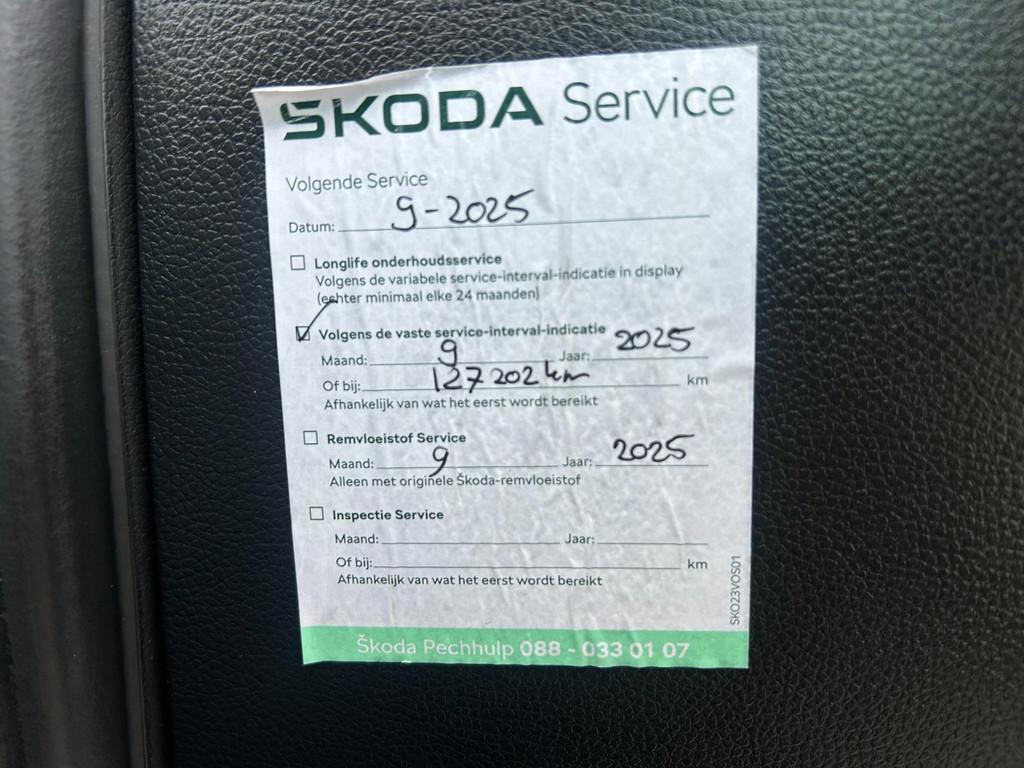 ŠKODA Service
Volgende Service
Datum: 9-2025
Longlife onderhoudsservice
Volgens de variabele service-interval-indicatie in display
(echter minimaal elke 24 maanden)
Volgens de vaste service-interval-indicatie
Maand: 9 Jaar: 2025
Of bij: 127202 km km
Afhankelijk van wat het eerst wordt bereikt
Remvloeistof Service
Maand: 9 Jaar: 2025
Alleen met originele Škoda-remvloeistof
Inspectie Service
Maand: Jaar:
Of bij: km
Afhankelijk van wat het eerst wordt bereikt
SKO23VOS01
Škoda Pechhulp 088 - 033 01 07